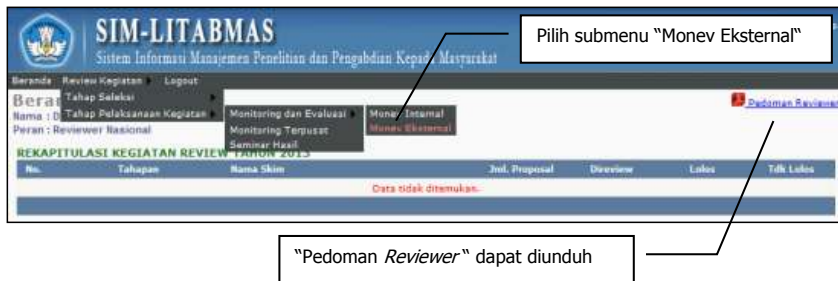 SIM-LITABMAS
Sistem Informasi Manajemen Penelitian dan Pengabdian Kepada Masyarakat
Pilih submenu “Monev Eksternal“
Beranda Review Kegiatan Logout
Tahap Seleksi
Tahap Pelaksanaan Kegiatan
Monitoring dan Evaluasi
Monitoring Terpusat
Seminar Hasil
Monev Internal
Monev Eksternal
Pedoman Reviewer
Nama : D
Peran : Reviewer Nasional
REKAPITULASI KEGIATAN REVIEW TAHUN 2013
No. Tahapan Nama Skim Jml. Proposal Direview Lolos Tdk Lolos
Data tidak ditemukan.
“Pedoman Reviewer “ dapat diunduh